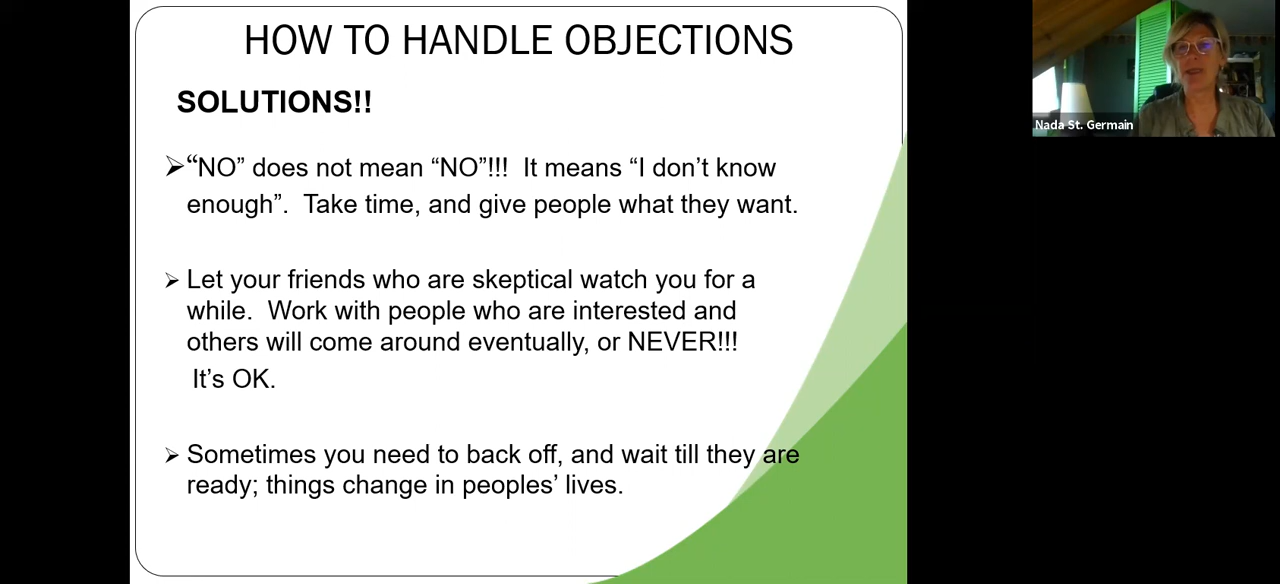 HOW TO HANDLE OBJECTIONS
SOLUTIONS!!
➢“NO” does not mean “NO”!!!  It means “I don’t know
enough”.  Take time, and give people what they want.
➢ Let your friends who are skeptical watch you for a
while.  Work with people who are interested and
others will come around eventually, or NEVER!!!
It’s OK.
➢ Sometimes you need to back off, and wait till they are
ready; things change in peoples’ lives.
Nada St. Germain